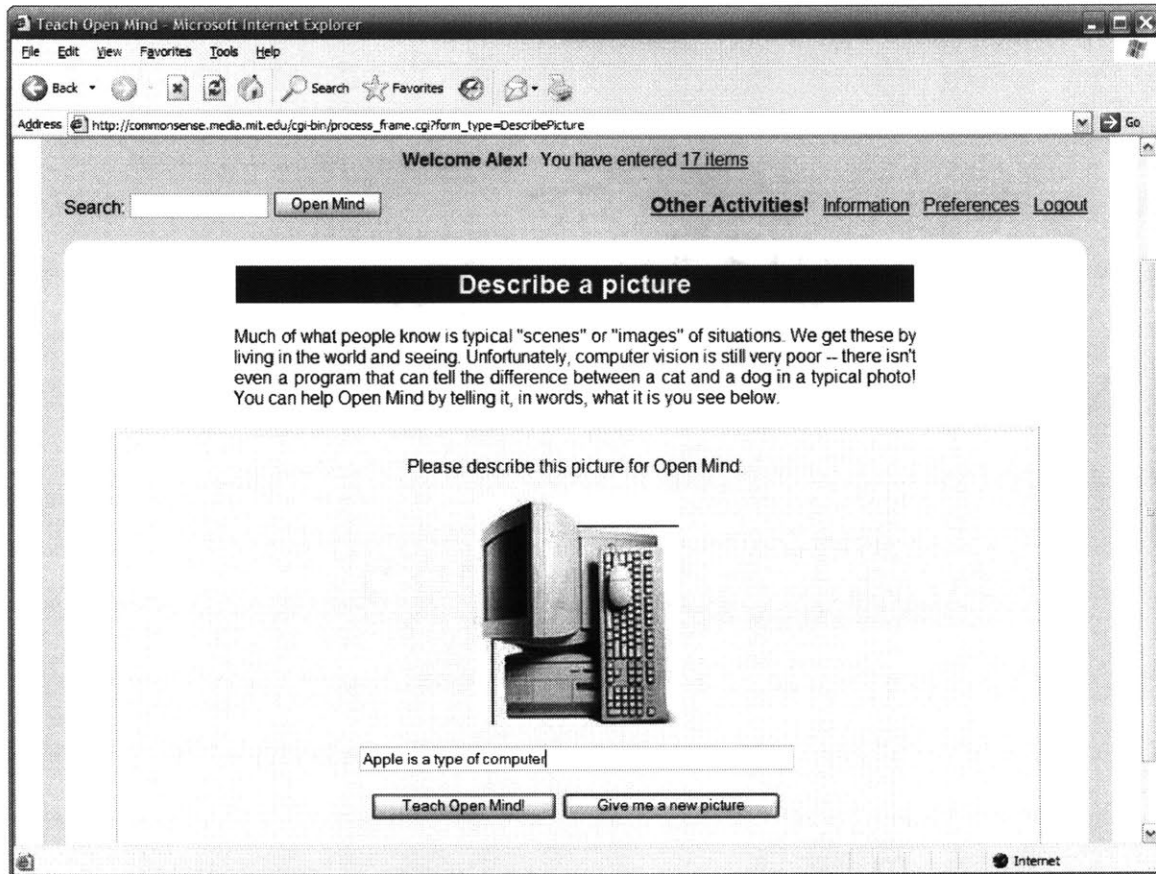 Teach Open Mind - Microsoft Internet Explorer
File Edit View Favorites Tools Help
Back Search Favorites
Address http://commonsense.media.mit.edu/cgi-bin/process_frame.cgi?form_type=DescribePicture Go
Welcome Alex! You have entered 17 items
Search: Open Mind Other Activities! Information Preferences Logout
Describe a picture
Much of what people know is typical "scenes" or "images" of situations. We get these by
living in the world and seeing. Unfortunately, computer vision is still very poor -- there isn't
even a program that can tell the difference between a cat and a dog in a typical photo!
You can help Open Mind by telling it, in words, what it is you see below.
Please describe this picture for Open Mind:
Apple is a type of computer
Teach Open Mind! Give me a new picture
Internet